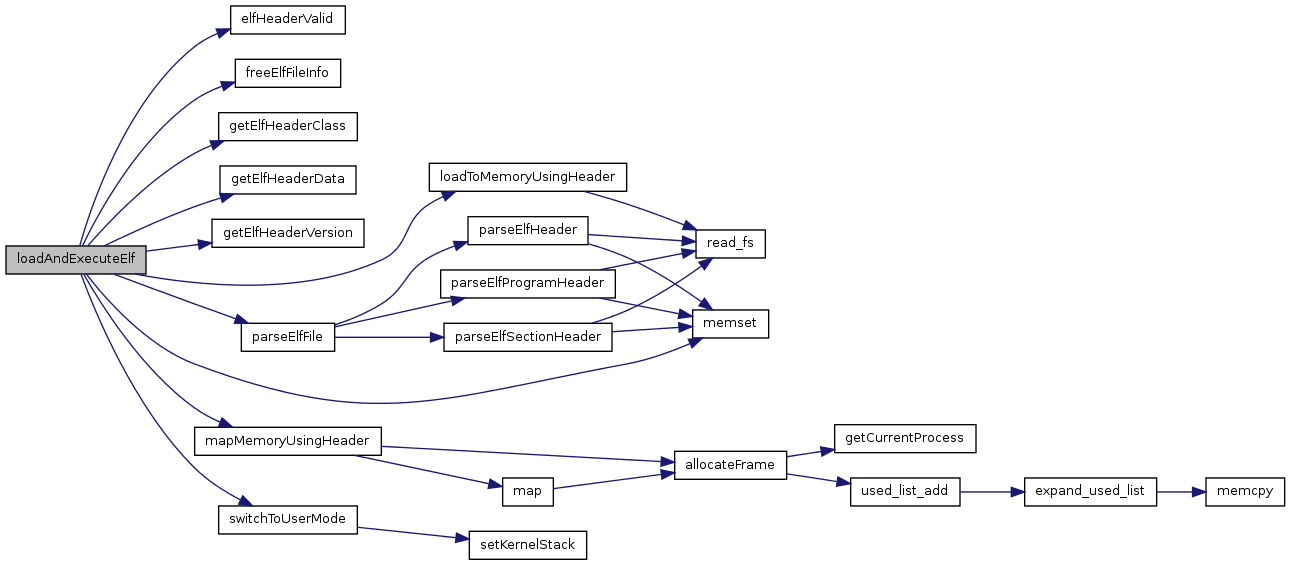 elfHeaderValid
freeElfFileInfo
getElfHeaderClass
getElfHeaderData
getElfHeaderVersion
loadAndExecuteElf
loadToMemoryUsingHeader
parseElfHeader
read_fs
parseElfProgramHeader
memset
parseElfFile
parseElfSectionHeader
mapMemoryUsingHeader
getCurrentProcess
allocateFrame
map
used_list_add
expand_used_list
memcpy
switchToUserMode
setKernelStack